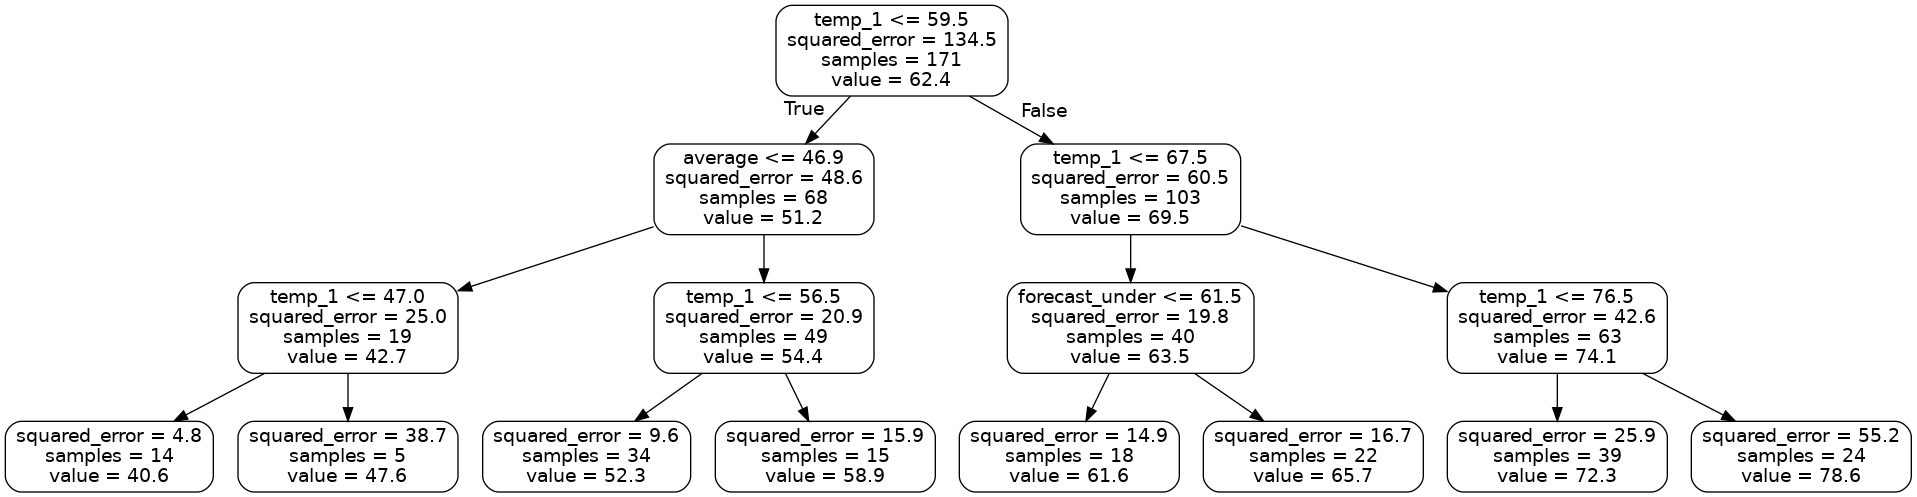 temp_1 <= 59.5
squared_error = 134.5
samples = 171
value = 62.4
True
False
average <= 46.9
squared_error = 48.6
samples = 68
value = 51.2
temp_1 <= 67.5
squared_error = 60.5
samples = 103
value = 69.5
temp_1 <= 47.0
squared_error = 25.0
samples = 19
value = 42.7
temp_1 <= 56.5
squared_error = 20.9
samples = 49
value = 54.4
forecast_under <= 61.5
squared_error = 19.8
samples = 40
value = 63.5
temp_1 <= 76.5
squared_error = 42.6
samples = 63
value = 74.1
squared_error = 4.8
samples = 14
value = 40.6
squared_error = 38.7
samples = 5
value = 47.6
squared_error = 9.6
samples = 34
value = 52.3
squared_error = 15.9
samples = 15
value = 58.9
squared_error = 14.9
samples = 18
value = 61.6
squared_error = 16.7
samples = 22
value = 65.7
squared_error = 25.9
samples = 39
value = 72.3
squared_error = 55.2
samples = 24
value = 78.6